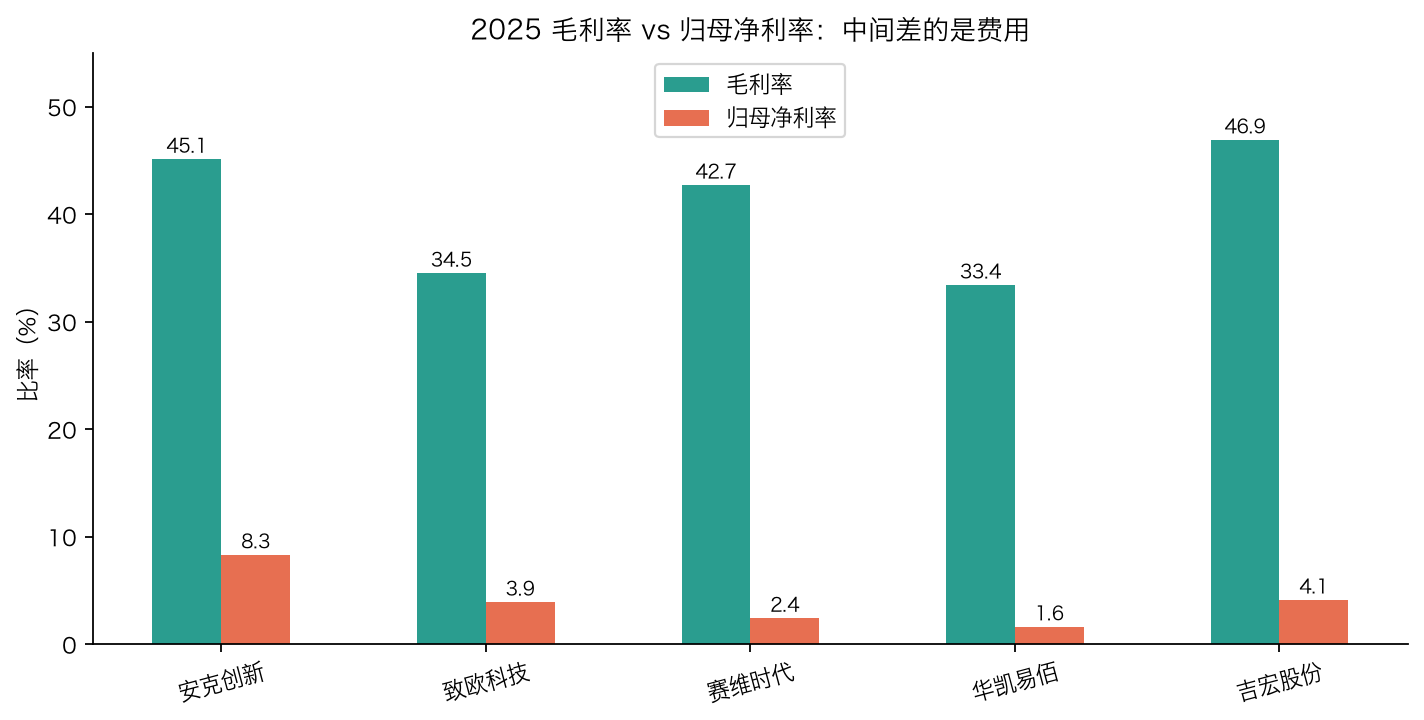 2025 毛利率 vs 归母净利率：中间差的是费用
毛利率
归母净利率
比率（%）
50
40
30
20
10
0
45.1
8.3
34.5
3.9
42.7
2.4
33.4
1.6
46.9
4.1
安克创新
致欧科技
赛维时代
华凯易佰
吉宏股份